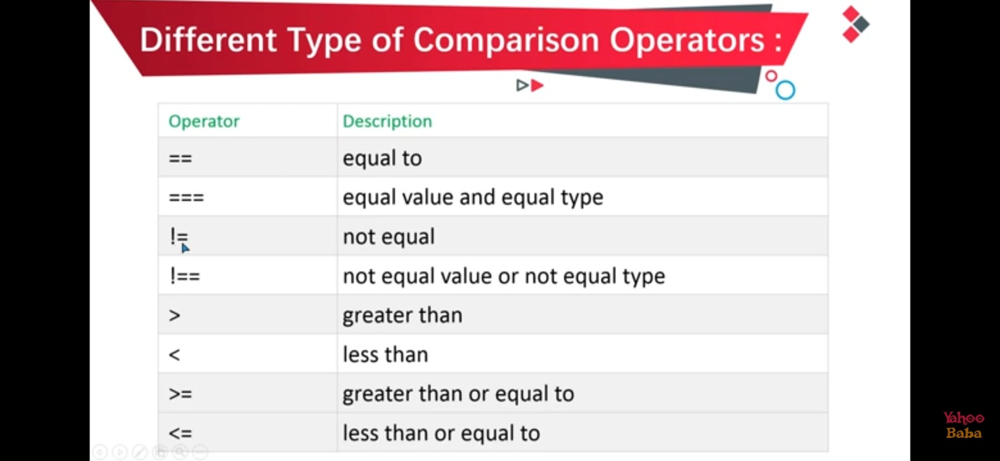 Different Type of Comparison Operators :
Operator Description
== equal to
=== equal value and equal type
!= not equal
!== not equal value or not equal type
> greater than
< less than
>= greater than or equal to
<= less than or equal to
Yahoo
Baba